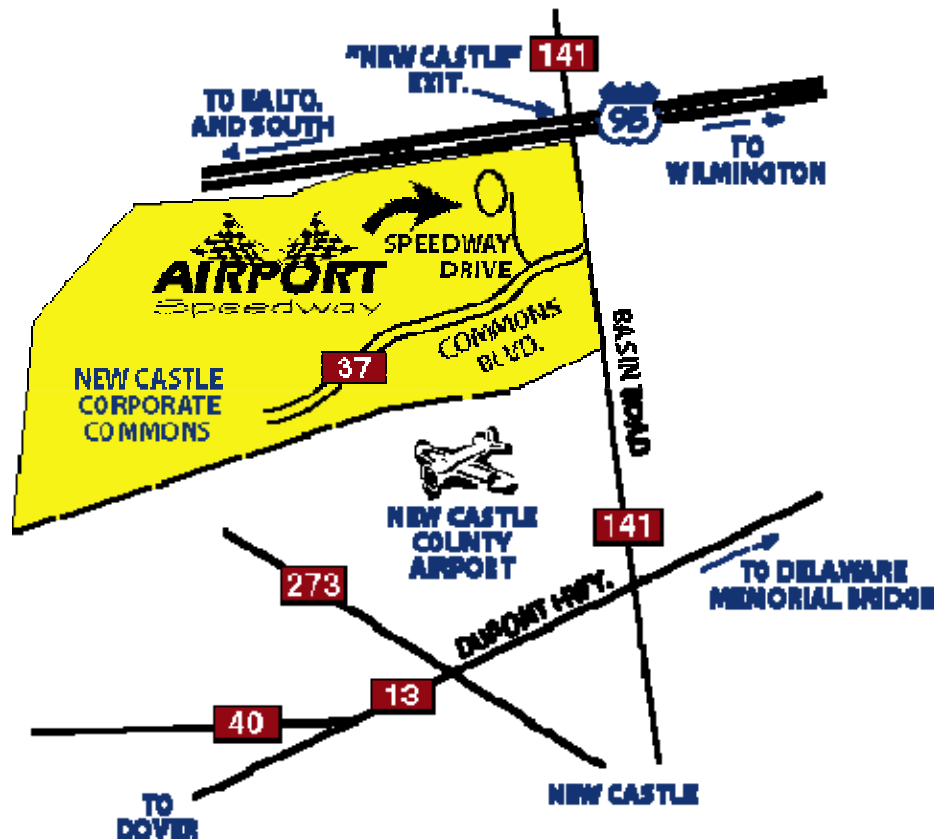 141
"NEW CASTLE"
EXIT.
TO BALTO.
AND SOUTH
95
TO
WILMINGTON
SPEEDWAY
DRIVE
AIRPORT
Speedway
COMMONS
BLVD.
37
NEW CASTLE
CORPORATE
COMMONS
BASIN ROAD
NEW CASTLE
COUNTY
AIRPORT
141
273
DUPONT HWY.
TO DELAWARE
MEMORIAL BRIDGE
13
40
TO
DOVER
NEW CASTLE